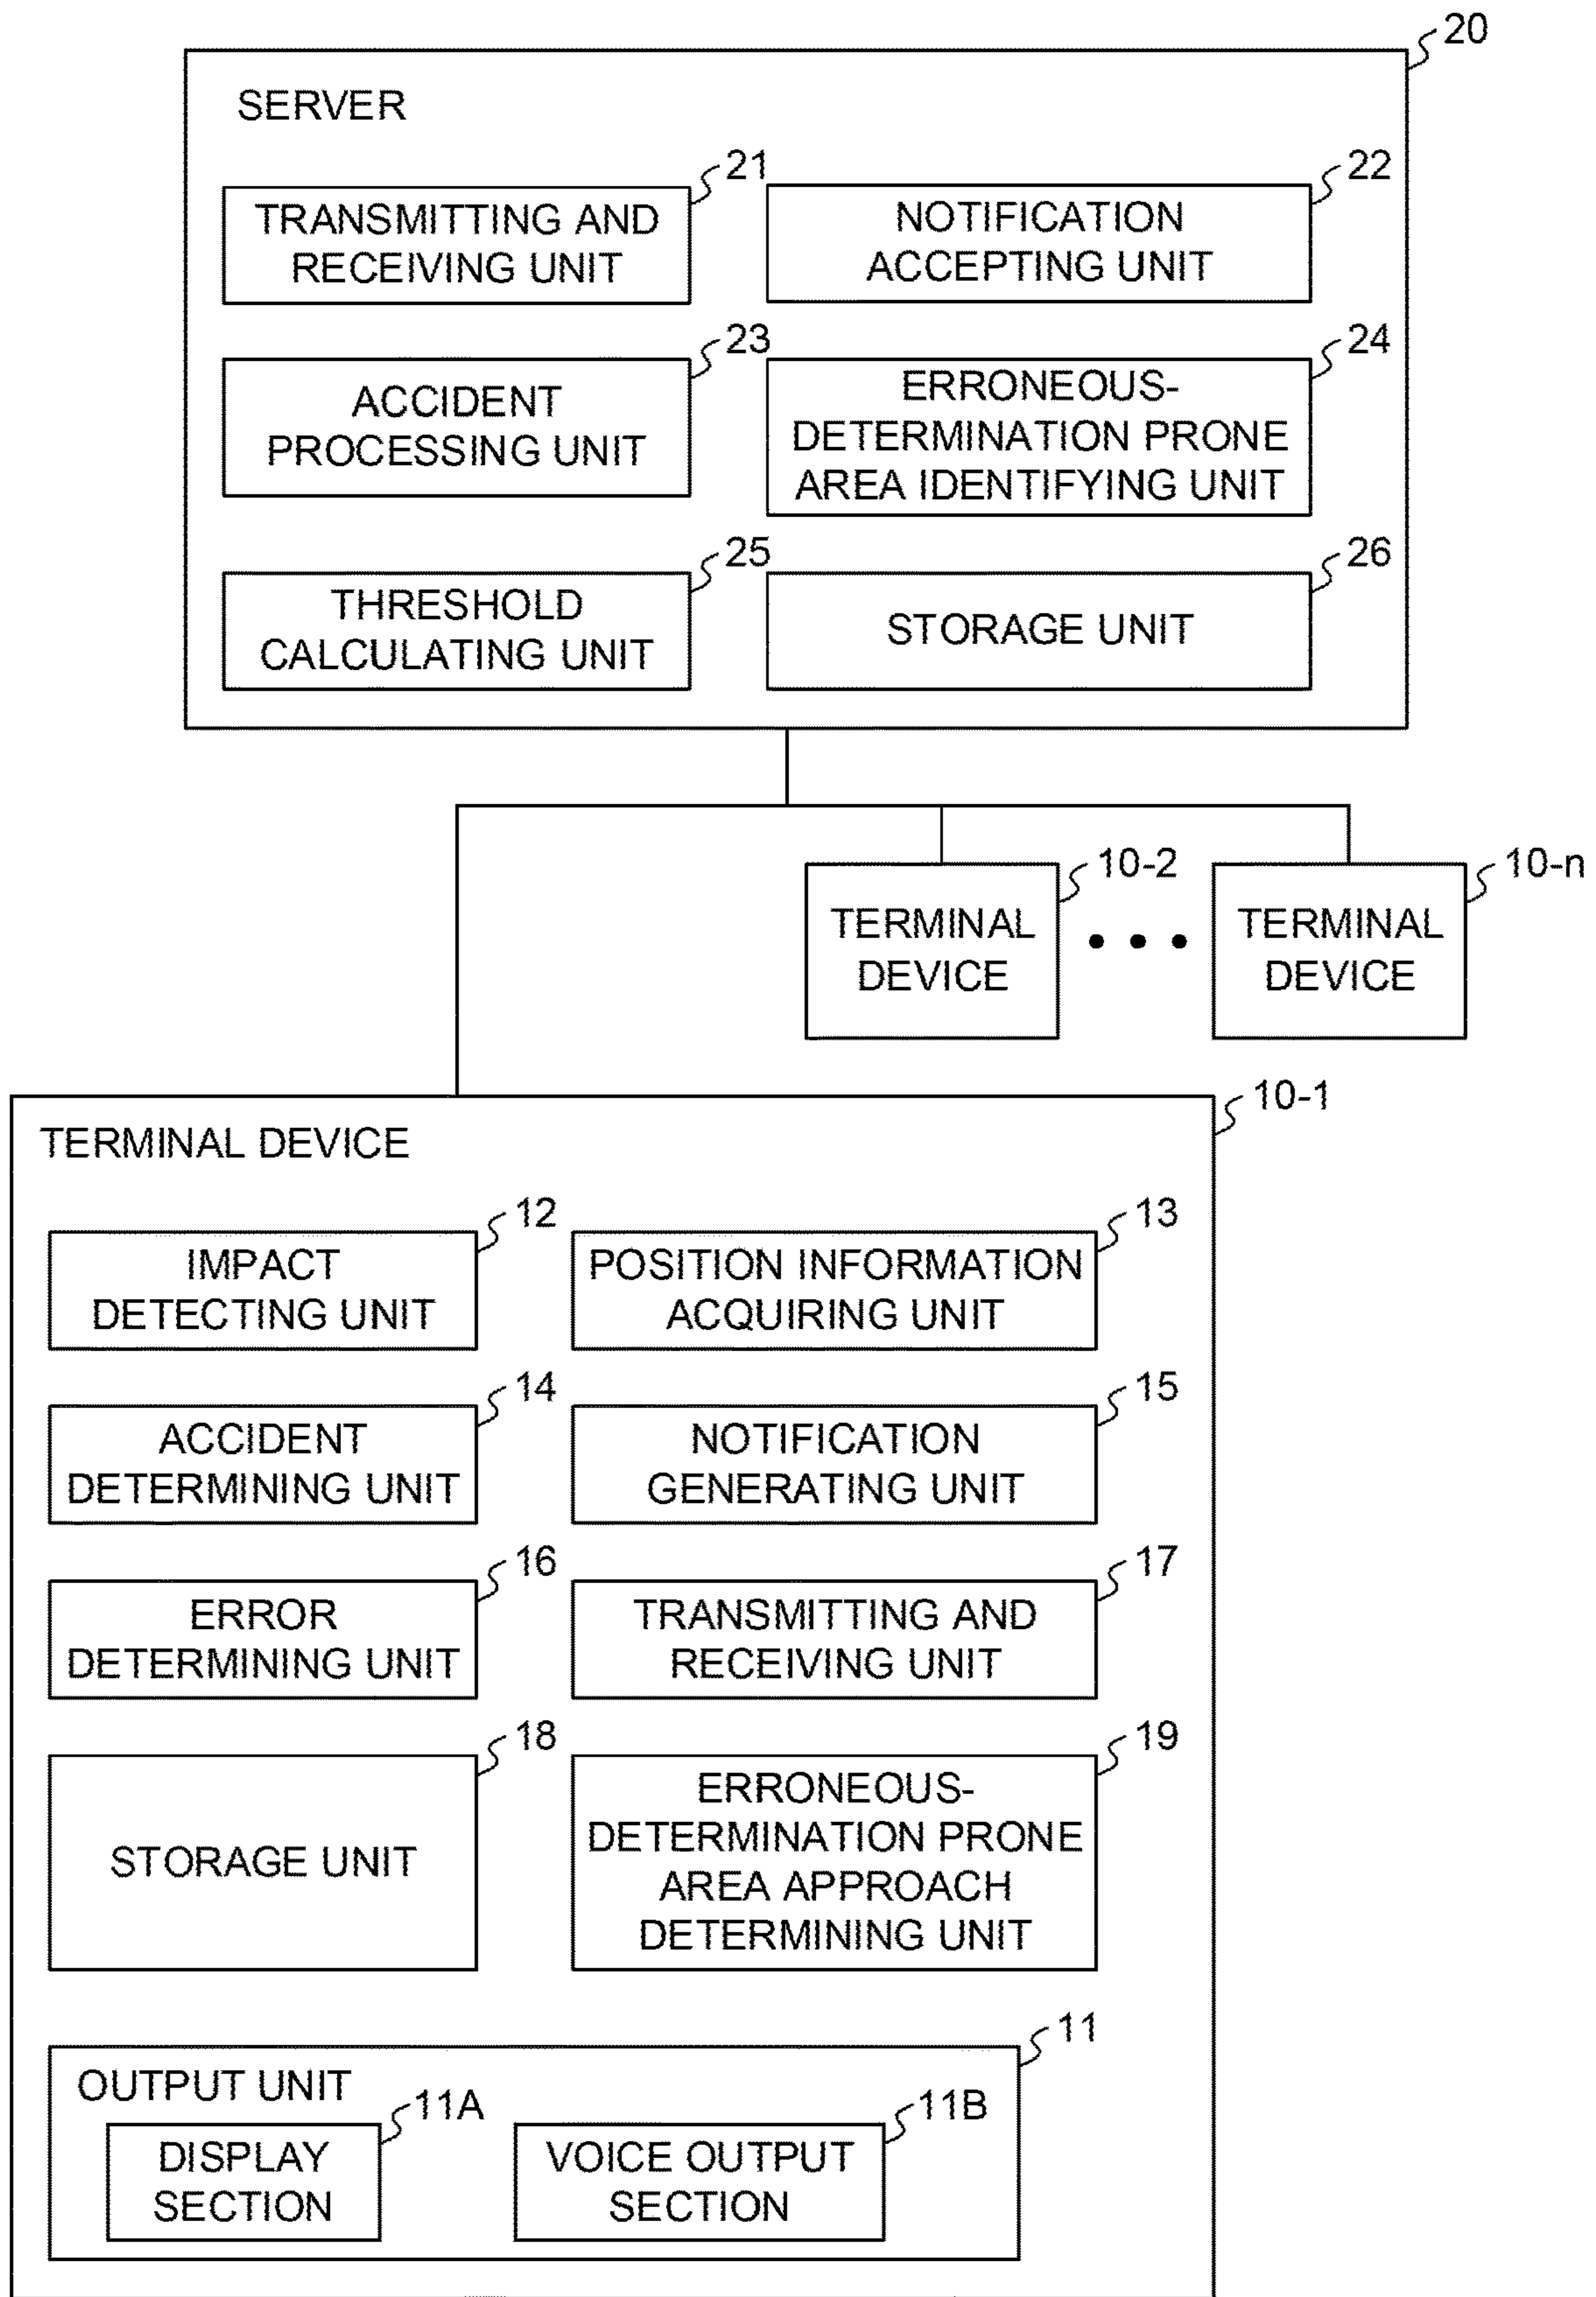 20
SERVER
21
TRANSMITTING AND
RECEIVING UNIT
22
NOTIFICATION
ACCEPTING UNIT
23
ACCIDENT
PROCESSING UNIT
24
ERRONEOUS-
DETERMINATION PRONE
AREA IDENTIFYING UNIT
25
THRESHOLD
CALCULATING UNIT
26
STORAGE UNIT
10-2
TERMINAL
DEVICE
• • •
10-n
TERMINAL
DEVICE
10-1
TERMINAL DEVICE
12
IMPACT
DETECTING UNIT
13
POSITION INFORMATION
ACQUIRING UNIT
14
ACCIDENT
DETERMINING UNIT
15
NOTIFICATION
GENERATING UNIT
16
ERROR
DETERMINING UNIT
17
TRANSMITTING AND
RECEIVING UNIT
18
STORAGE UNIT
19
ERRONEOUS-
DETERMINATION PRONE
AREA APPROACH
DETERMINING UNIT
11
OUTPUT UNIT
11A
DISPLAY
SECTION
11B
VOICE OUTPUT
SECTION